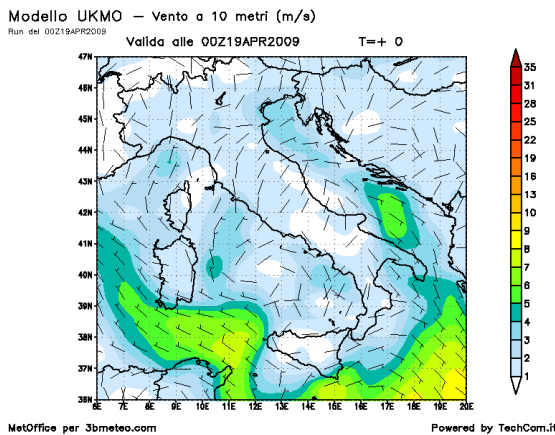 Modello UKMO – Vento a 10 metri (m/s)
Run del 00Z19APR2009
Valida alle 00Z19APR2009 T=+ 0
47N
46N
45N
44N
43N
42N
41N
40N
39N
38N
37N
36N
6E 7E 8E 9E 10E 11E 12E 13E 14E 15E 16E 17E 18E 19E 20E
35
31
28
25
22
19
16
13
10
9
8
7
6
5
4
3
2
1
MetOffice per 3bmeteo.com
Powered by TechCom.it